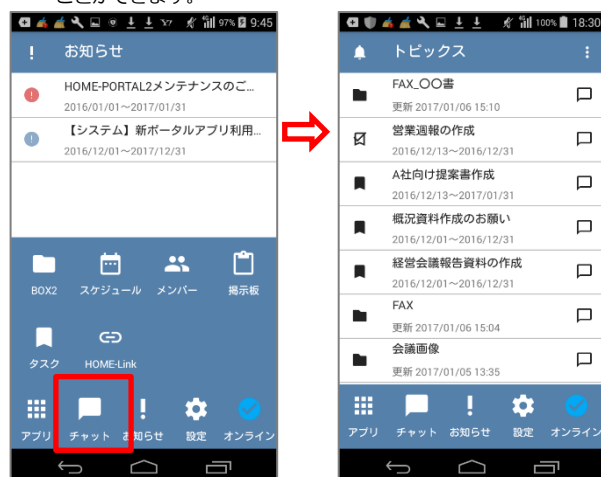 ことができます。
97% 9:45
お知らせ
HOME-PORTAL2メンテナンスのご...
2016/01/01〜2017/01/31
【システム】新ポータルアプリ利用...
2016/12/01〜2017/12/31
BOX2 スケジュール メンバー 掲示板
タスク HOME-Link
アプリ チャット お知らせ 設定 オンライン
100% 18:30
トピックス
FAX_〇〇書
更新 2017/01/06 15:10
営業週報の作成
2016/12/13〜2016/12/31
A社向け提案書作成
2016/12/13〜2017/01/31
概況資料作成のお願い
2016/12/01〜2016/12/31
経営会議報告資料の作成
2016/12/01〜2016/12/31
FAX
更新 2017/01/06 15:04
会議画像
更新 2017/01/05 13:35
アプリ チャット お知らせ 設定 オンライン